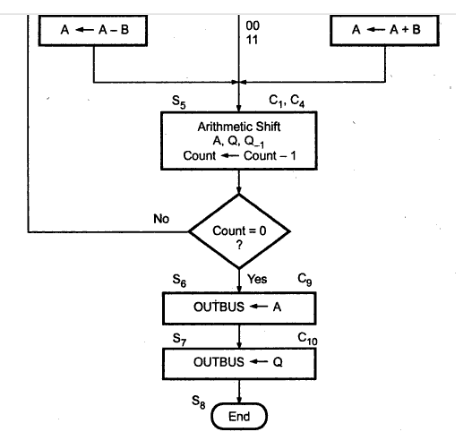 A ← A – B
00
11
A ← A + B
S5
C1, C4
Arithmetic Shift
A, Q, Q–1
Count ← Count – 1
No
Count = 0
?
S6
Yes
C9
OUTBUS ← A
S7
C10
OUTBUS ← Q
S8
End